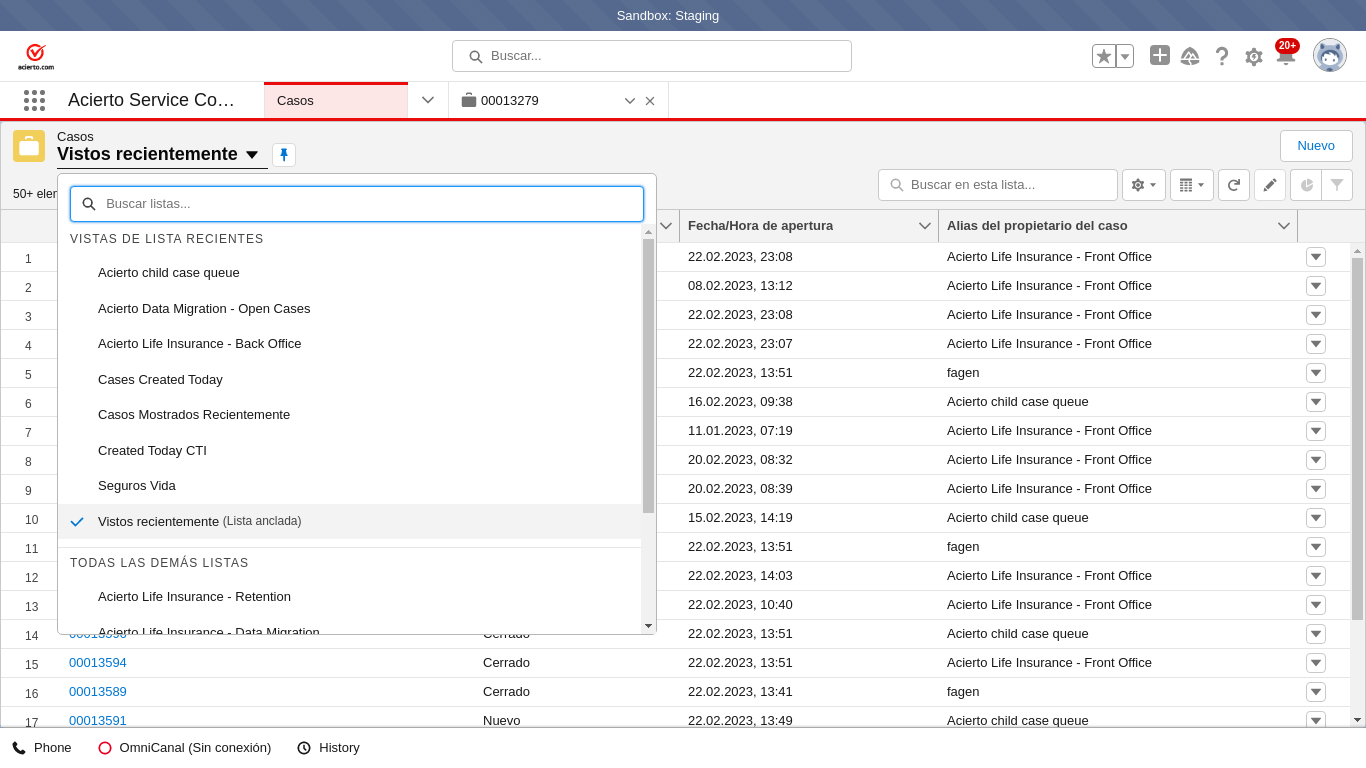 Sandbox: Staging
acierto.com
Buscar...
20+
Acierto Service Co…
Casos
00013279
Casos
Vistos recientemente
Nuevo
50+ elem
Buscar en esta lista...
Buscar listas...
VISTAS DE LISTA RECIENTES
Acierto child case queue
Acierto Data Migration - Open Cases
Acierto Life Insurance - Back Office
Cases Created Today
Casos Mostrados Recientemente
Created Today CTI
Seguros Vida
Vistos recientemente (Lista anclada)
TODAS LAS DEMÁS LISTAS
Acierto Life Insurance - Retention
Acierto Life Insurance - Data Migration
Fecha/Hora de apertura Alias del propietario del caso
1 22.02.2023, 23:08 Acierto Life Insurance - Front Office
2 08.02.2023, 13:12 Acierto Life Insurance - Front Office
3 22.02.2023, 23:08 Acierto Life Insurance - Front Office
4 22.02.2023, 23:07 Acierto Life Insurance - Front Office
5 22.02.2023, 13:51 fagen
6 16.02.2023, 09:38 Acierto child case queue
7 11.01.2023, 07:19 Acierto Life Insurance - Front Office
8 20.02.2023, 08:32 Acierto Life Insurance - Front Office
9 20.02.2023, 08:39 Acierto Life Insurance - Front Office
10 15.02.2023, 14:19 Acierto child case queue
11 22.02.2023, 13:51 fagen
12 22.02.2023, 14:03 Acierto Life Insurance - Front Office
13 22.02.2023, 10:40 Acierto Life Insurance - Front Office
14 Cerrado 22.02.2023, 13:51 Acierto child case queue
15 00013594 Cerrado 22.02.2023, 13:51 Acierto Life Insurance - Front Office
16 00013589 Cerrado 22.02.2023, 13:41 fagen
17 00013591 Nuevo 22.02.2023, 13:49 Acierto child case queue
Phone
OmniCanal (Sin conexión)
History